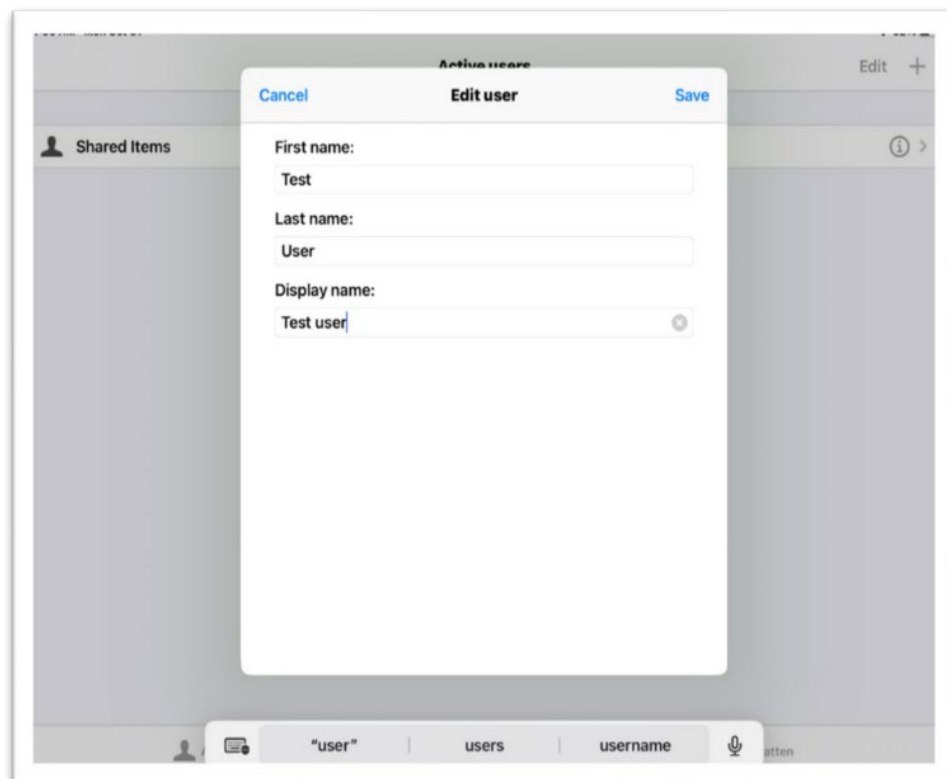 Active users
Edit
Cancel
Edit user
Save
Shared Items
First name:
Test
Last name:
User
Display name:
Test user
"user"
users
username